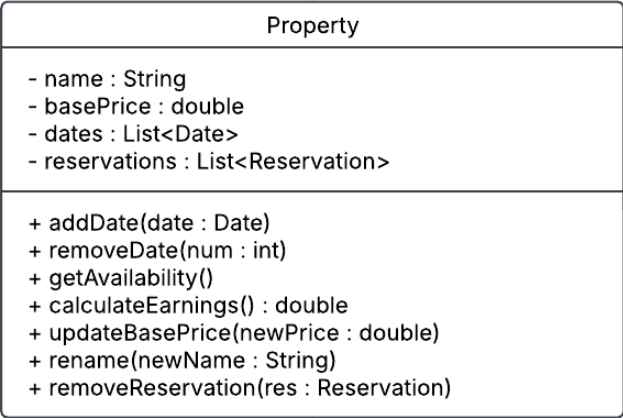 Property
- name : String
- basePrice : double
- dates : List<Date>
- reservations : List<Reservation>
+ addDate(date : Date)
+ removeDate(num : int)
+ getAvailability()
+ calculateEarnings() : double
+ updateBasePrice(newPrice : double)
+ rename(newName : String)
+ removeReservation(res : Reservation)